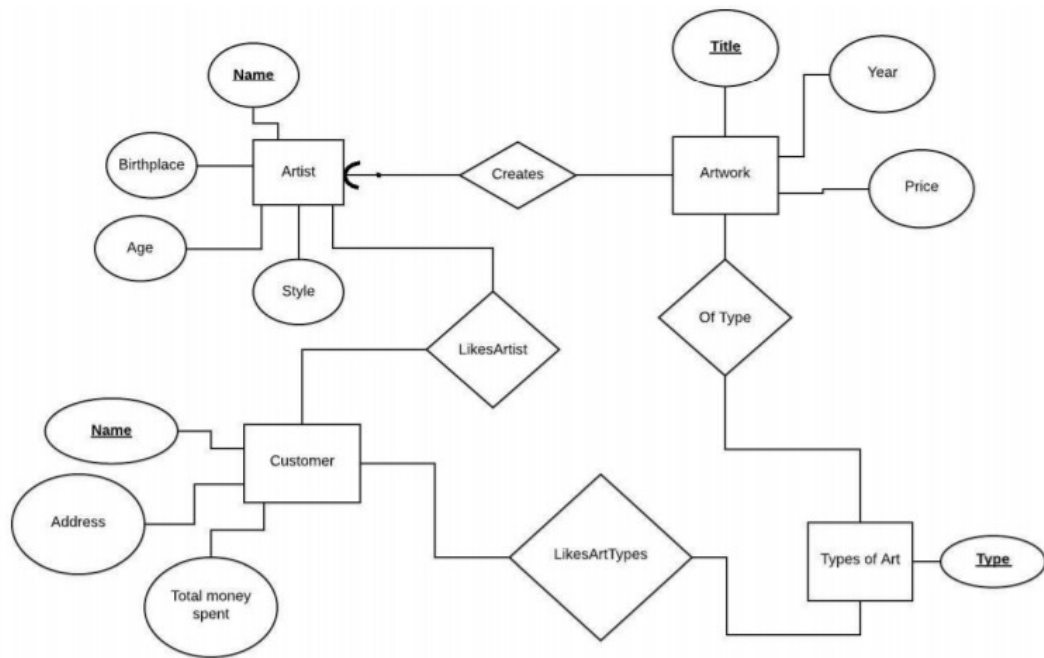 Title
Name
Year
Birthplace
Artist
Creates
Artwork
Price
Age
Style
Of Type
LikesArtist
Name
Customer
Address
LikesArtTypes
Types of Art
Type
Total money
spent